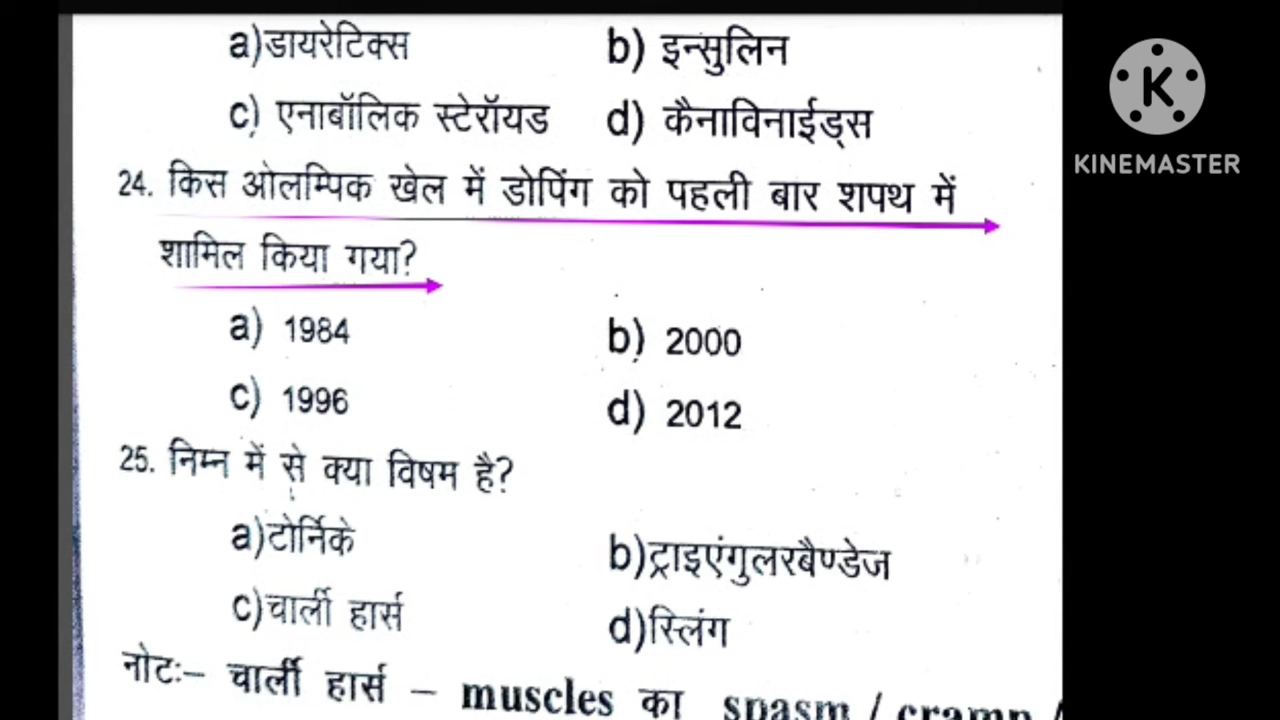 a)डायरेटिक्स b) इन्सुलिन
c) एनाबॉलिक स्टेरॉयड d) कैनाविनाईड्स
24. किस ओलम्पिक खेल में डोपिंग को पहली बार शपथ में
शामिल किया गया?
a) 1984 b) 2000
c) 1996 d) 2012
25. निम्न में से क्या विषम है?
a)टोर्निके b)ट्राइएंगुलरबैण्डेज
c)चार्ली हार्स d)स्लिंग
नोटः– चार्ली हार्स – muscles का spasm / cramp /
KINEMASTER